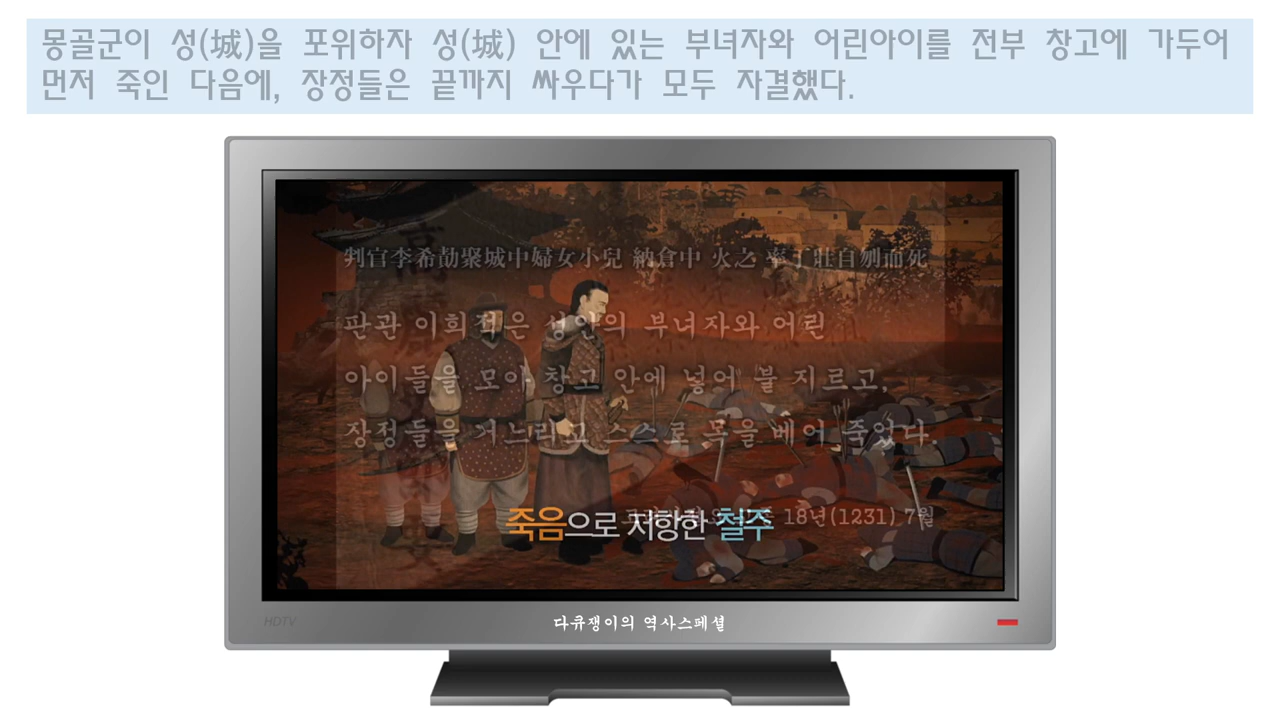 몽골군이 성(城)을 포위하자 성(城) 안에 있는 부녀자와 어린아이를 전부 창고에 가두어
먼저 죽인 다음에, 장정들은 끝까지 싸우다가 모두 자결했다.
判官李希勣聚城中婦女小兒 納倉中 火之 率丁壯自刎而死
판관 이희적은 성안의 부녀자와 어린
아이들을 모아 창고 안에 넣어 불 지르고,
장정들을 거느리고 스스로 목을 베어 죽었다.
18년(1231) 7월
죽음으로 저항한 철주
HDTV
다큐쟁이의 역사스페셜